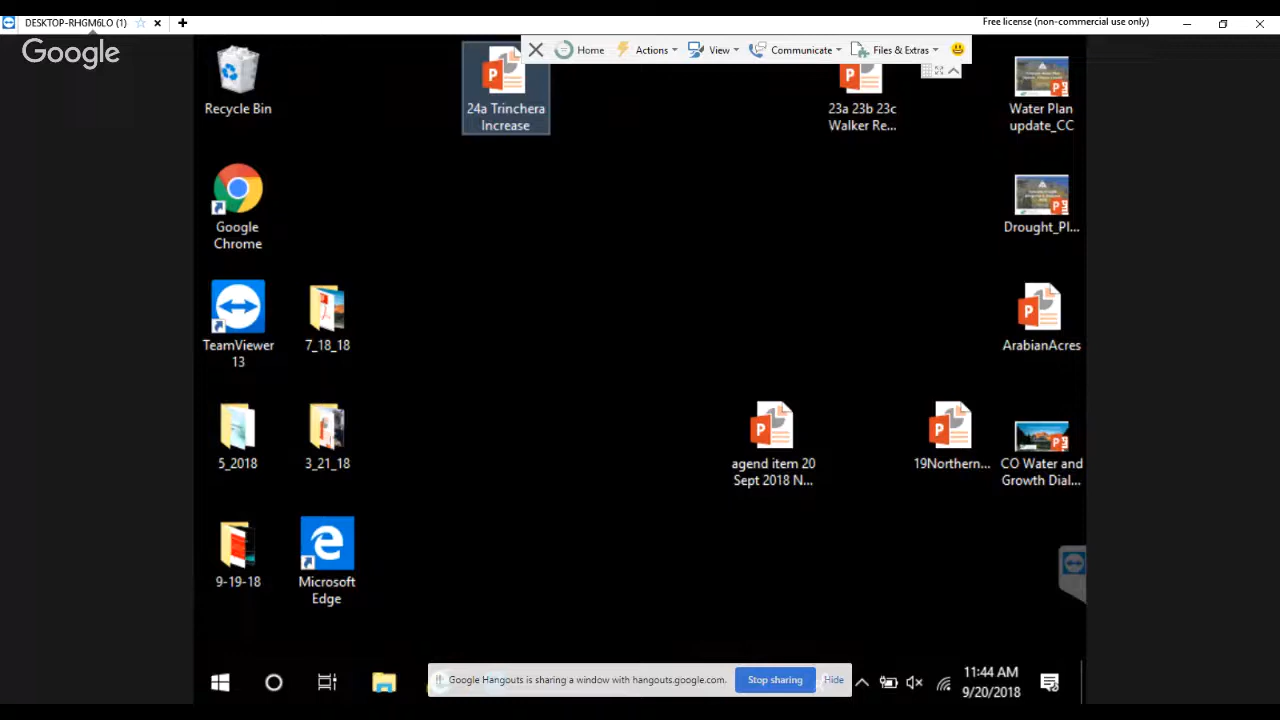 DESKTOP-RHGM6LO (1)
Free license (non-commercial use only)
Google
Home
Actions
View
Communicate
Files & Extras
Recycle Bin
24a Trinchera
Increase
23a 23b 23c
Walker Re...
Water Plan
update_CC
Google
Chrome
Drought_Pl...
TeamViewer
13
7_18_18
ArabianAcres
5_2018
3_21_18
agend item 20
Sept 2018 N...
19Northern...
CO Water and
Growth Dial...
9-19-18
Microsoft
Edge
Google Hangouts is sharing a window with hangouts.google.com.
Stop sharing
Hide
11:44 AM
9/20/2018